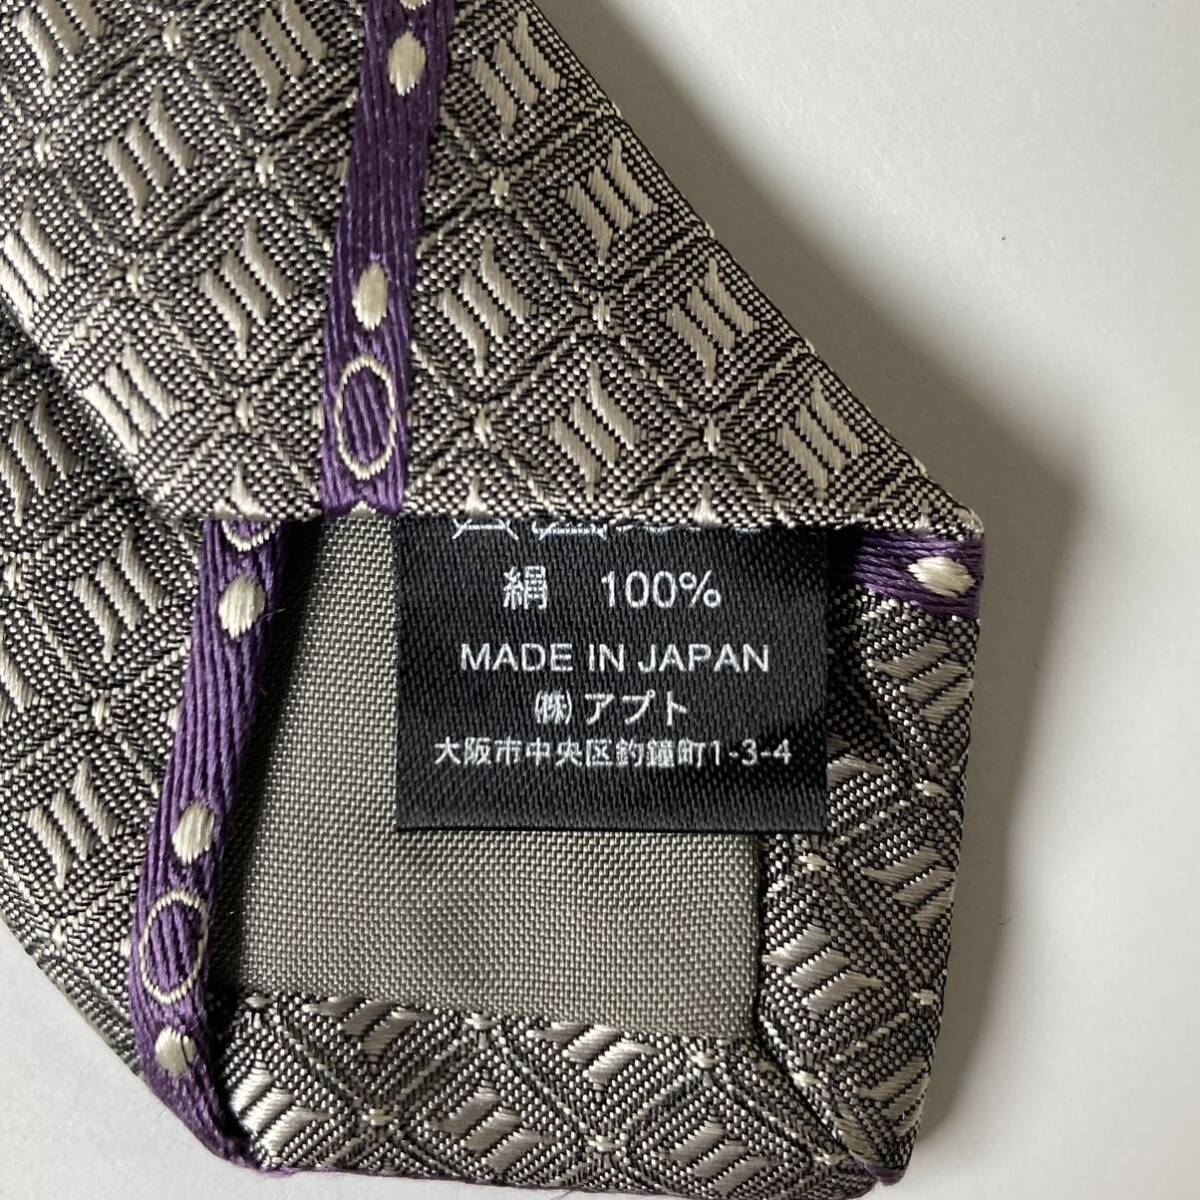 絹 100%
MADE IN JAPAN
㈱アプト
大阪市中央区釣鐘町1-3-4